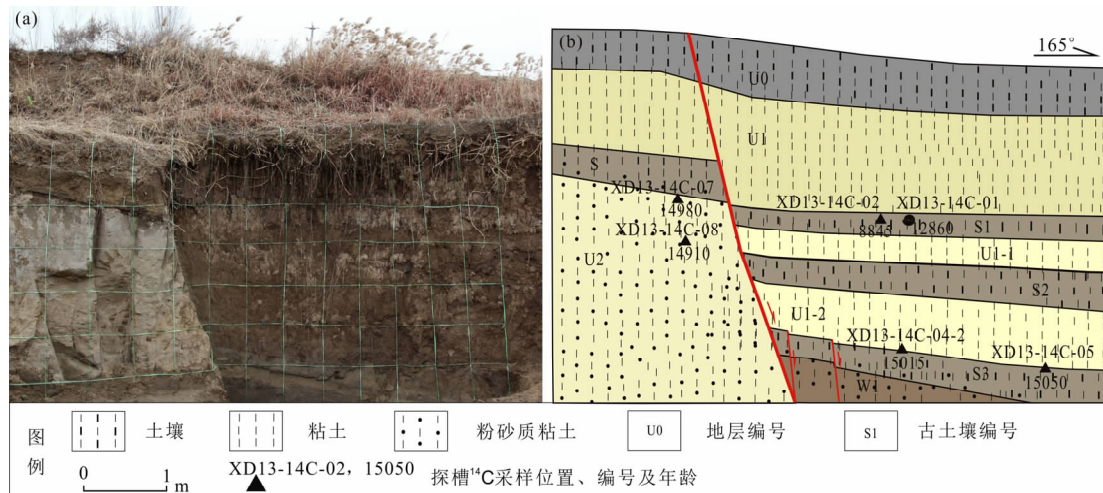 (a)
(b)
165°
U0
U1
S
XD13-14C-07
14980
XD13-14C-08
14910
U2
XD13-14C-02 XD13-14C-01
8845 12860
S1
U1-1
S2
U1-2
XD13-14C-04-2
15015
XD13-14C-05
15050
S3
W1
图例
土壤
粘土
粉砂质粘土
U0 地层编号
S1 古土壤编号
0 1 m
XD13-14C-02，15050
探槽¹⁴C采样位置、编号及年龄